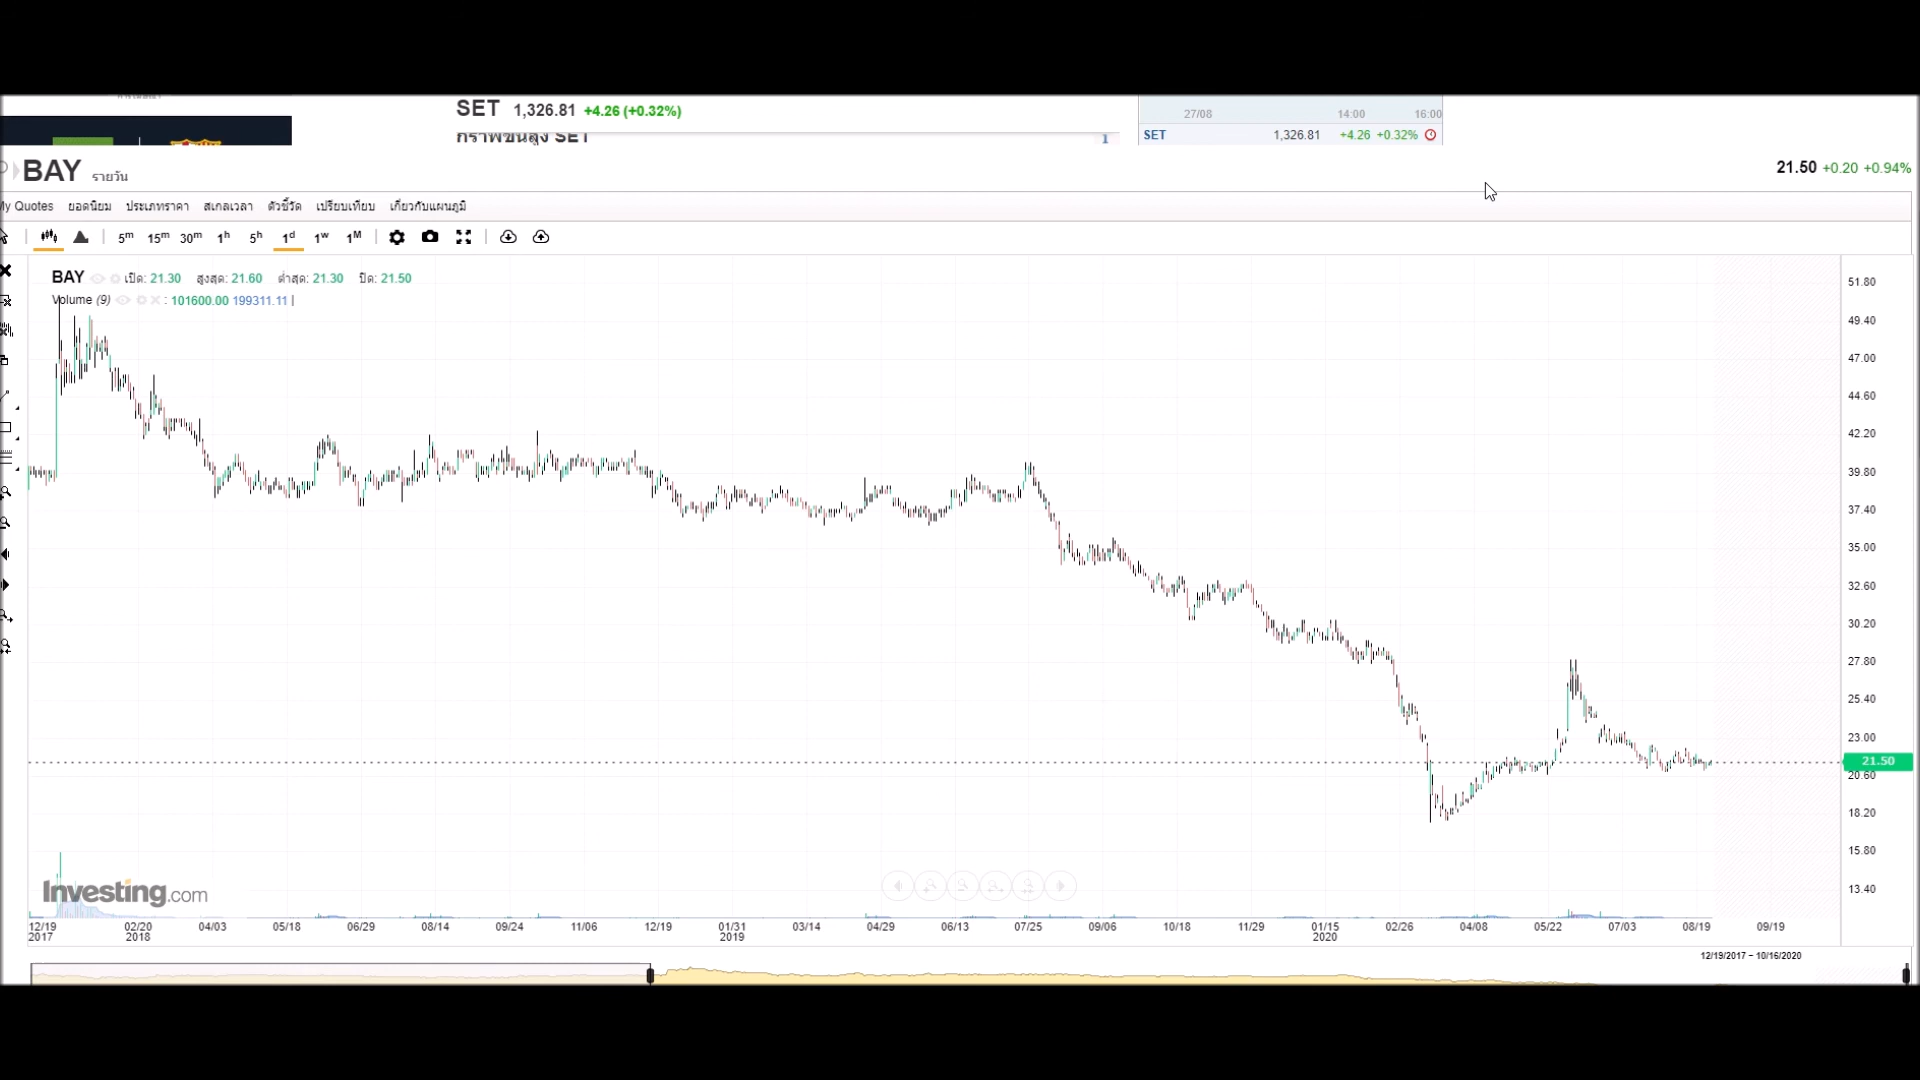 SET 1,326.81 +4.26 (+0.32%)
27/08 14:00 16:00
SET 1,326.81 +4.26 +0.32%
BAY รายวัน
21.50 +0.20 +0.94%
My Quotes ยอดนิยม ประเภทราคา สเกลเวลา ตัวชี้วัด เปรียบเทียบ เกี่ยวกับแผนภูมิ
5m 15m 30m 1h 5h 1d 1w 1M
BAY เปิด: 21.30 สูงสุด: 21.60 ต่ำสุด: 21.30 ปิด: 21.50
Volume (9) : 101600.00 199311.11
51.80
49.40
47.00
44.60
42.20
39.80
37.40
35.00
32.60
30.20
27.80
25.40
23.00
21.50
20.60
18.20
15.80
13.40
Investing.com
12/19 02/20 04/03 05/18 06/29 08/14 09/24 11/06 12/19 01/31 03/14 04/29 06/13 07/25 09/06 10/18 11/29 01/15 02/26 04/08 05/22 07/03 08/19 09/19
2017 2018 2019 2020
12/19/2017 - 10/16/2020